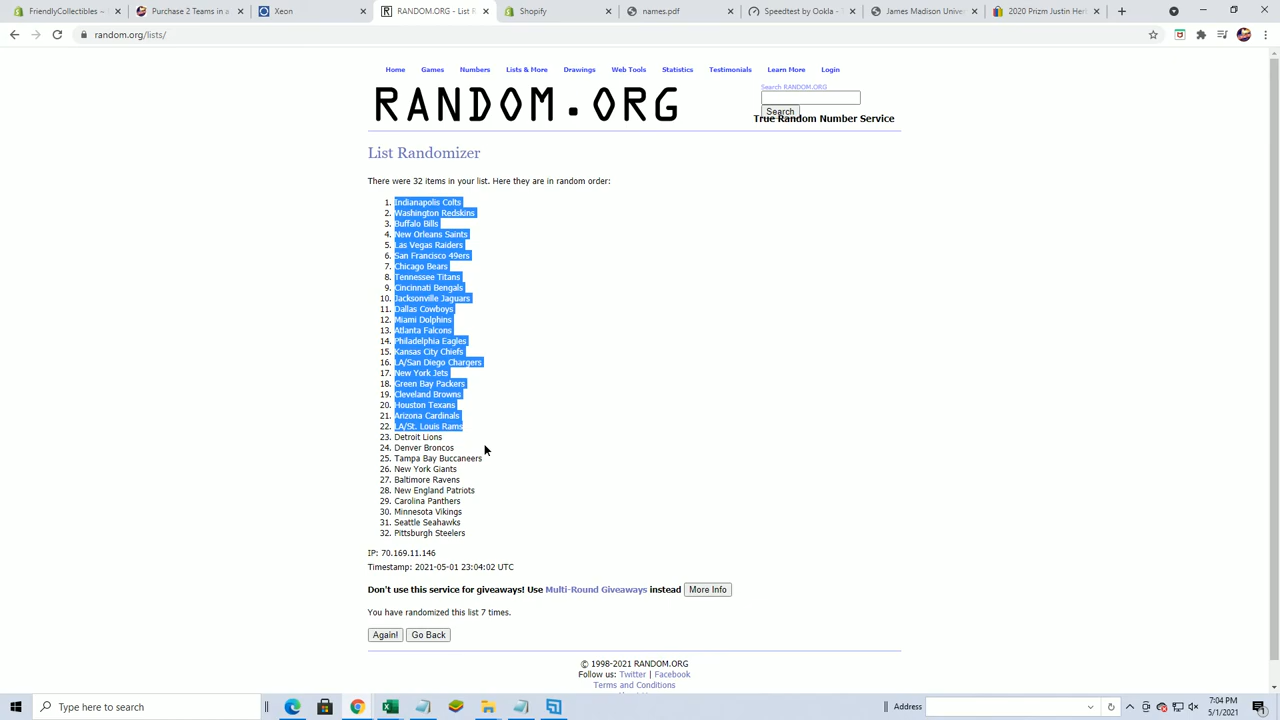 FriendlyCollectibles ~ M
Purchase 2 Teams in a
Xeon
RANDOM.ORG - List R
Shopify
names.pdf
Speedtest by Ookla -
James Madison Univer
2020 Prizm Justin Herb
random.org/lists/
Home Games Numbers Lists & More Drawings Web Tools Statistics Testimonials Learn More Login
Search RANDOM.ORG
RANDOM.ORG
Search
True Random Number Service
List Randomizer
There were 32 items in your list. Here they are in random order:
1. Indianapolis Colts
2. Washington Redskins
3. Buffalo Bills
4. New Orleans Saints
5. Las Vegas Raiders
6. San Francisco 49ers
7. Chicago Bears
8. Tennessee Titans
9. Cincinnati Bengals
10. Jacksonville Jaguars
11. Dallas Cowboys
12. Miami Dolphins
13. Atlanta Falcons
14. Philadelphia Eagles
15. Kansas City Chiefs
16. LA/San Diego Chargers
17. New York Jets
18. Green Bay Packers
19. Cleveland Browns
20. Houston Texans
21. Arizona Cardinals
22. LA/St. Louis Rams
23. Detroit Lions
24. Denver Broncos
25. Tampa Bay Buccaneers
26. New York Giants
27. Baltimore Ravens
28. New England Patriots
29. Carolina Panthers
30. Minnesota Vikings
31. Seattle Seahawks
32. Pittsburgh Steelers
IP: 70.169.11.146
Timestamp: 2021-05-01 23:04:02 UTC
Don't use this service for giveaways! Use Multi-Round Giveaways instead More Info
You have randomized this list 7 times.
Again! Go Back
© 1998-2021 RANDOM.ORG
Follow us: Twitter | Facebook
Terms and Conditions
Type here to search
Address
7:04 PM
5/1/2021